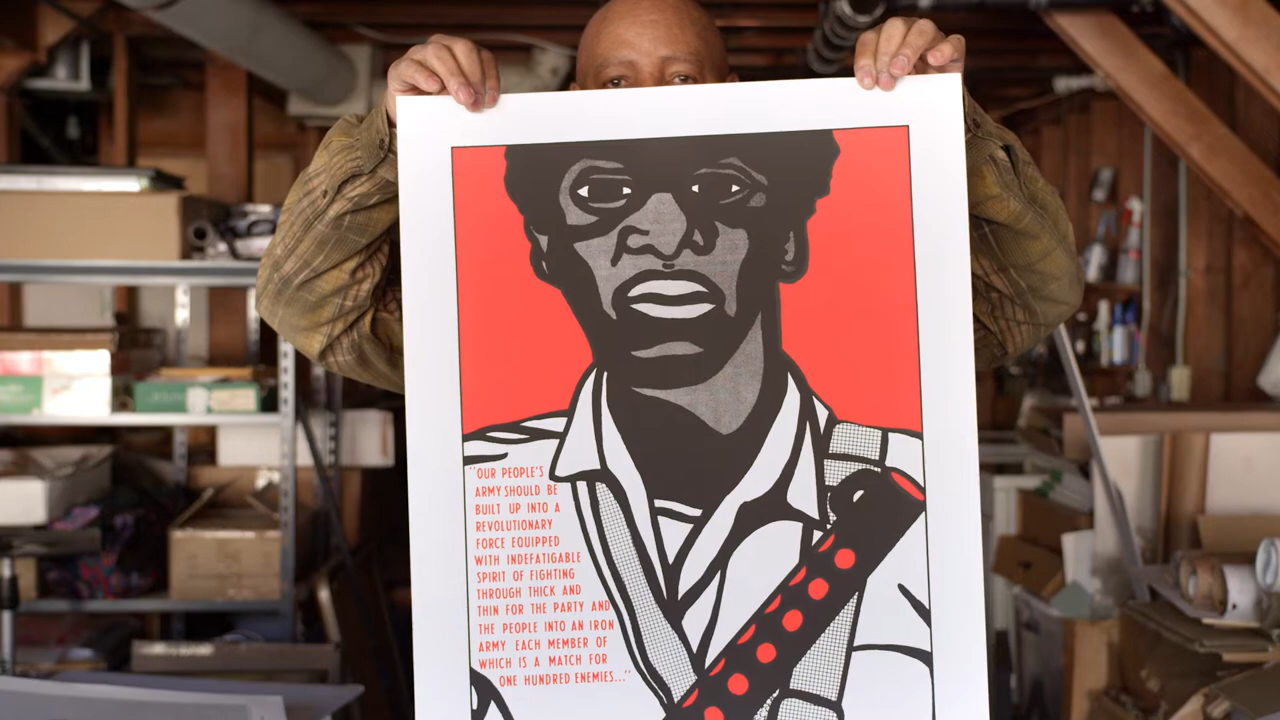 "OUR PEOPLE'S
ARMY SHOULD BE
BUILT UP INTO A
REVOLUTIONARY
FORCE EQUIPPED
WITH INDEFATIGABLE
SPIRIT OF FIGHTING
THROUGH THICK AND
THIN FOR THE PARTY AND
THE PEOPLE INTO AN IRON
ARMY EACH MEMBER OF
WHICH IS A MATCH FOR
ONE HUNDRED ENEMIES..."